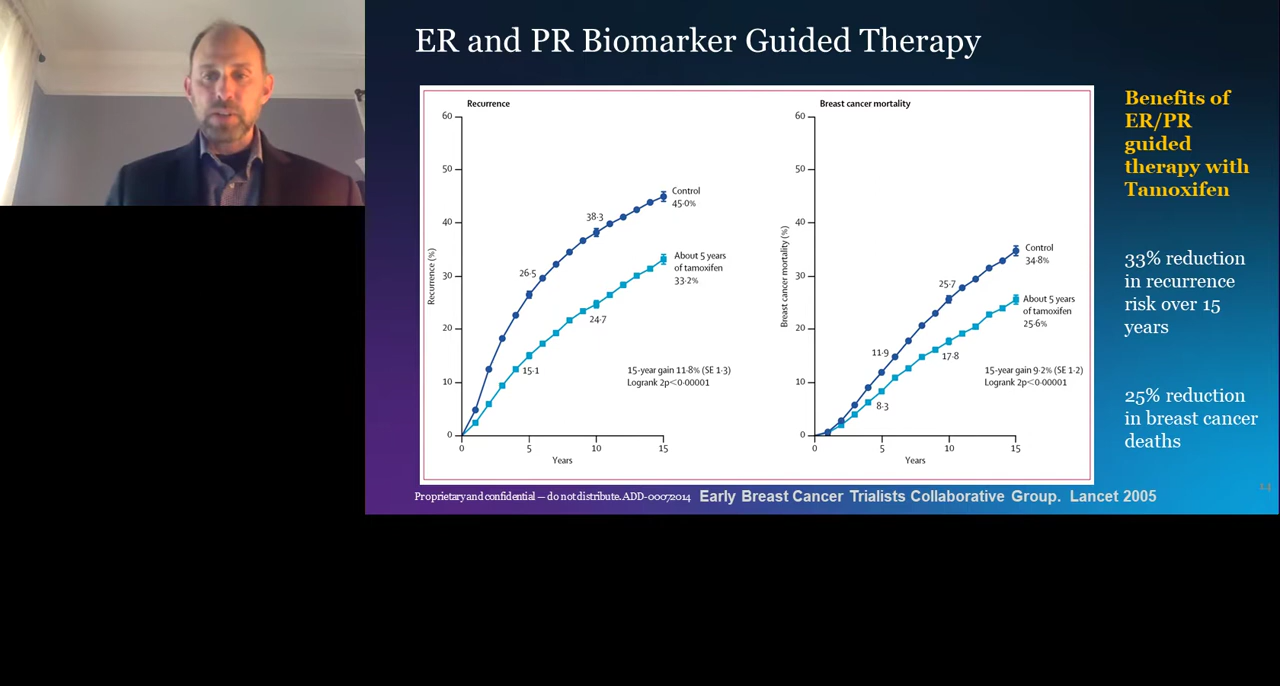 ER and PR Biomarker Guided Therapy
Recurrence
60
50
40
30
20
10
0
Recurrence (%)
0
5
10
15
Years
26·5
38·3
Control
45·0%
15·1
24·7
About 5 years
of tamoxifen
33·2%
15-year gain 11·8% (SE 1·3)
Logrank 2p<0·00001
Breast cancer mortality
60
50
40
30
20
10
0
Breast cancer mortality (%)
0
5
10
15
Years
11·9
25·7
Control
34·8%
8·3
17·8
About 5 years
of tamoxifen
25·6%
15-year gain 9·2% (SE 1·2)
Logrank 2p<0·00001
Benefits of
ER/PR
guided
therapy with
Tamoxifen
33% reduction
in recurrence
risk over 15
years
25% reduction
in breast cancer
deaths
Proprietary and confidential – do not distribute. ADD-00072014
Early Breast Cancer Trialists Collaborative Group. Lancet 2005
14